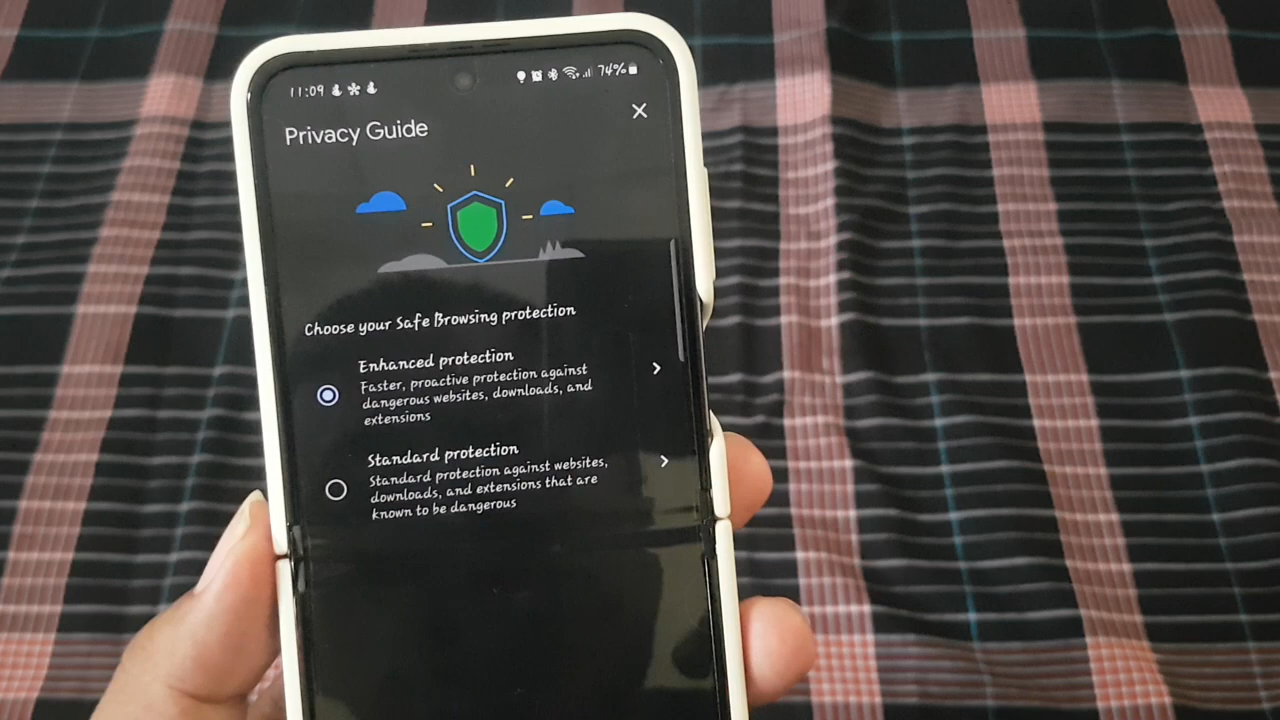 11:09 74%
Privacy Guide
Choose your Safe Browsing protection
Enhanced protection
Faster, proactive protection against
dangerous websites, downloads, and
extensions
Standard protection
Standard protection against websites,
downloads, and extensions that are
known to be dangerous